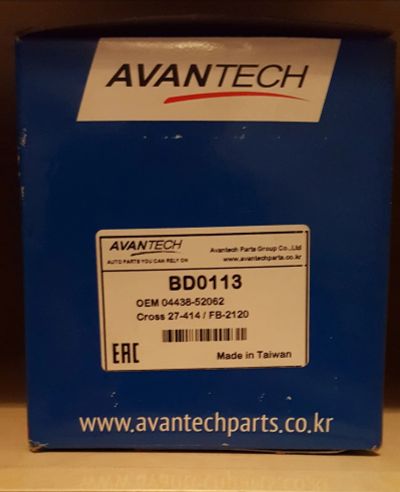 AVANTECH
AVANTECH
AUTO PARTS YOU CAN RELY ON
Avantech Parts Group Co.,Ltd
www.avantechparts.co.kr
BD0113
OEM 04438-52062
Cross 27-414 / FB-2120
EAC
Made in Taiwan
www.avantechparts.co.kr